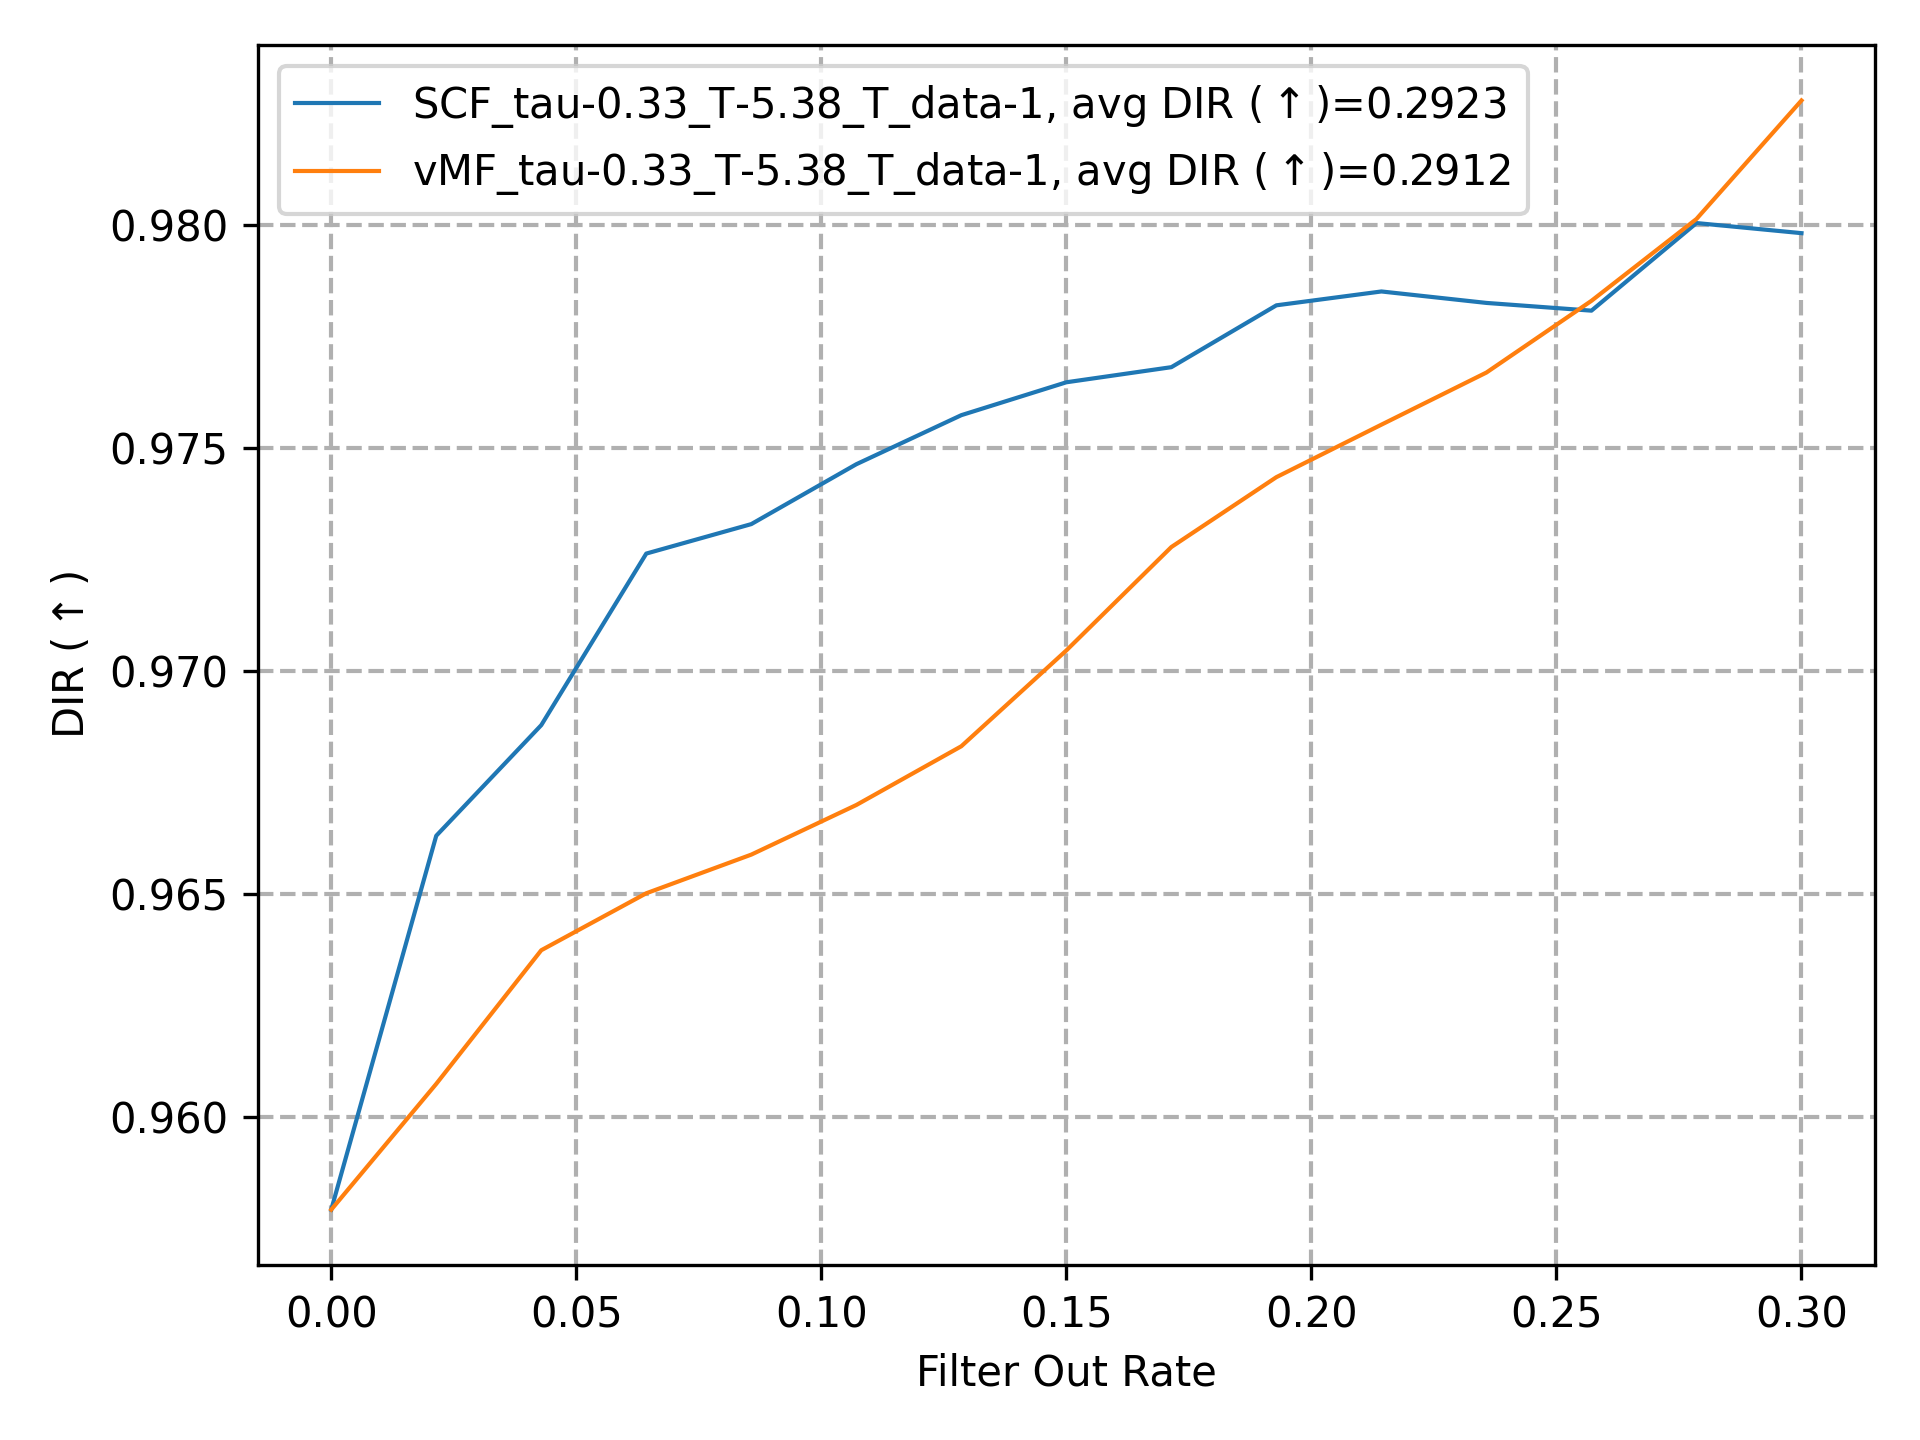 SCF_tau-0.33_T-5.38_T_data-1, avg DIR (↑)=0.2923
vMF_tau-0.33_T-5.38_T_data-1, avg DIR (↑)=0.2912
0.980
0.975
0.970
0.965
0.960
DIR (↑)
0.00 0.05 0.10 0.15 0.20 0.25 0.30
Filter Out Rate